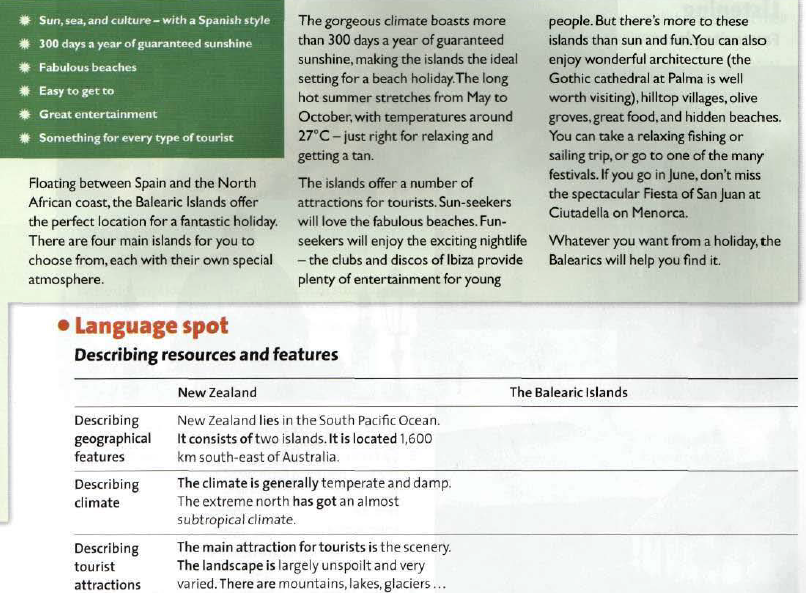 Sun, sea, and culture – with a Spanish style
300 days a year of guaranteed sunshine
Fabulous beaches
Easy to get to
Great entertainment
Something for every type of tourist
Floating between Spain and the North
African coast, the Balearic Islands offer
the perfect location for a fantastic holiday.
There are four main islands for you to
choose from, each with their own special
atmosphere.
The gorgeous climate boasts more
than 300 days a year of guaranteed
sunshine, making the islands the ideal
setting for a beach holiday. The long
hot summer stretches from May to
October, with temperatures around
27°C – just right for relaxing and
getting a tan.
The islands offer a number of
attractions for tourists. Sun-seekers
will love the fabulous beaches. Fun-
seekers will enjoy the exciting nightlife
– the clubs and discos of Ibiza provide
plenty of entertainment for young
people. But there's more to these
islands than sun and fun. You can also
enjoy wonderful architecture (the
Gothic cathedral at Palma is well
worth visiting), hilltop villages, olive
groves, great food, and hidden beaches.
You can take a relaxing fishing or
sailing trip, or go to one of the many
festivals. If you go in June, don't miss
the spectacular Fiesta of San Juan at
Ciutadella on Menorca.
Whatever you want from a holiday, the
Balearics will help you find it.
• Language spot
Describing resources and features
New Zealand The Balearic Islands
Describing geographical features
New Zealand lies in the South Pacific Ocean.
It consists of two islands. It is located 1,600
km south-east of Australia.
Describing climate
The climate is generally temperate and damp.
The extreme north has got an almost
subtropical climate.
Describing tourist attractions
The main attraction for tourists is the scenery.
The landscape is largely unspoilt and very
varied. There are mountains, lakes, glaciers ...